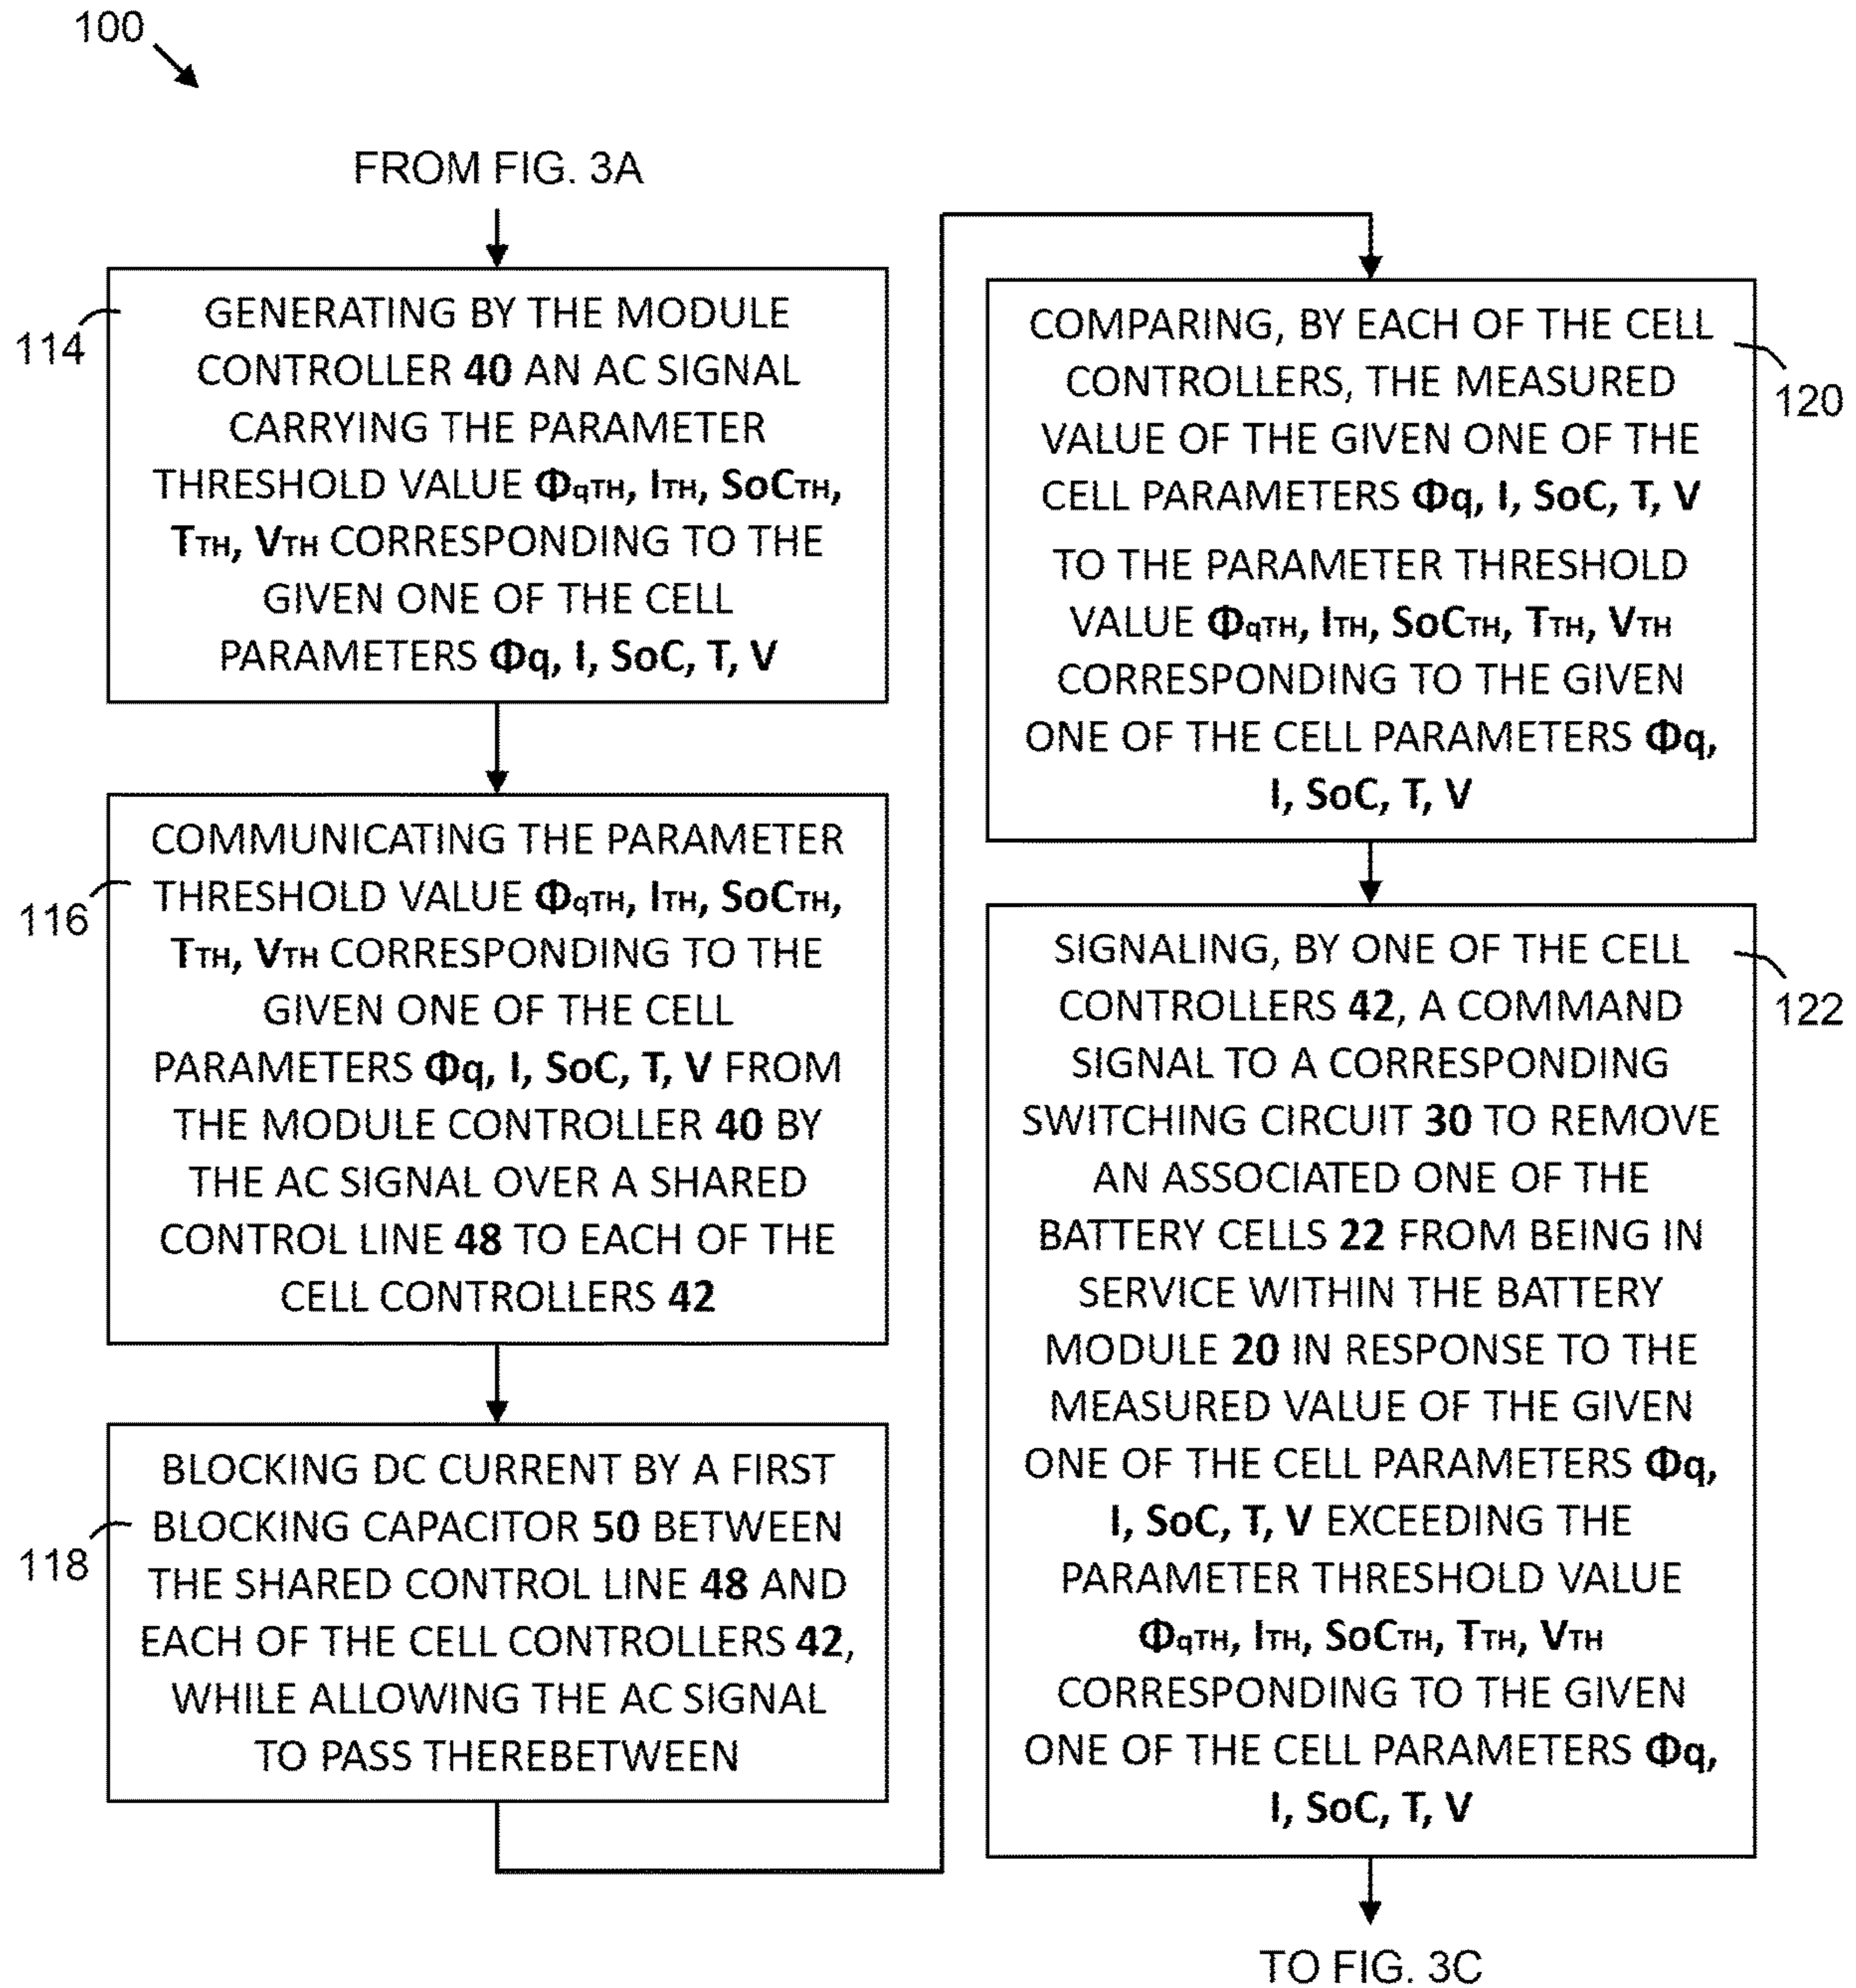 100
FROM FIG. 3A
114
GENERATING BY THE MODULE
CONTROLLER 40 AN AC SIGNAL
CARRYING THE PARAMETER
THRESHOLD VALUE ΦqTH, ITH, SoCTH,
TTH, VTH CORRESPONDING TO THE
GIVEN ONE OF THE CELL
PARAMETERS Φq, I, SoC, T, V
116
COMMUNICATING THE PARAMETER
THRESHOLD VALUE ΦqTH, ITH, SoCTH,
TTH, VTH CORRESPONDING TO THE
GIVEN ONE OF THE CELL
PARAMETERS Φq, I, SoC, T, V FROM
THE MODULE CONTROLLER 40 BY
THE AC SIGNAL OVER A SHARED
CONTROL LINE 48 TO EACH OF THE
CELL CONTROLLERS 42
118
BLOCKING DC CURRENT BY A FIRST
BLOCKING CAPACITOR 50 BETWEEN
THE SHARED CONTROL LINE 48 AND
EACH OF THE CELL CONTROLLERS 42,
WHILE ALLOWING THE AC SIGNAL
TO PASS THEREBETWEEN
120
COMPARING, BY EACH OF THE CELL
CONTROLLERS, THE MEASURED
VALUE OF THE GIVEN ONE OF THE
CELL PARAMETERS Φq, I, SoC, T, V
TO THE PARAMETER THRESHOLD
VALUE ΦqTH, ITH, SoCTH, TTH, VTH
CORRESPONDING TO THE GIVEN
ONE OF THE CELL PARAMETERS Φq,
I, SoC, T, V
122
SIGNALING, BY ONE OF THE CELL
CONTROLLERS 42, A COMMAND
SIGNAL TO A CORRESPONDING
SWITCHING CIRCUIT 30 TO REMOVE
AN ASSOCIATED ONE OF THE
BATTERY CELLS 22 FROM BEING IN
SERVICE WITHIN THE BATTERY
MODULE 20 IN RESPONSE TO THE
MEASURED VALUE OF THE GIVEN
ONE OF THE CELL PARAMETERS Φq,
I, SoC, T, V EXCEEDING THE
PARAMETER THRESHOLD VALUE
ΦqTH, ITH, SoCTH, TTH, VTH
CORRESPONDING TO THE GIVEN
ONE OF THE CELL PARAMETERS Φq,
I, SoC, T, V
TO FIG. 3C